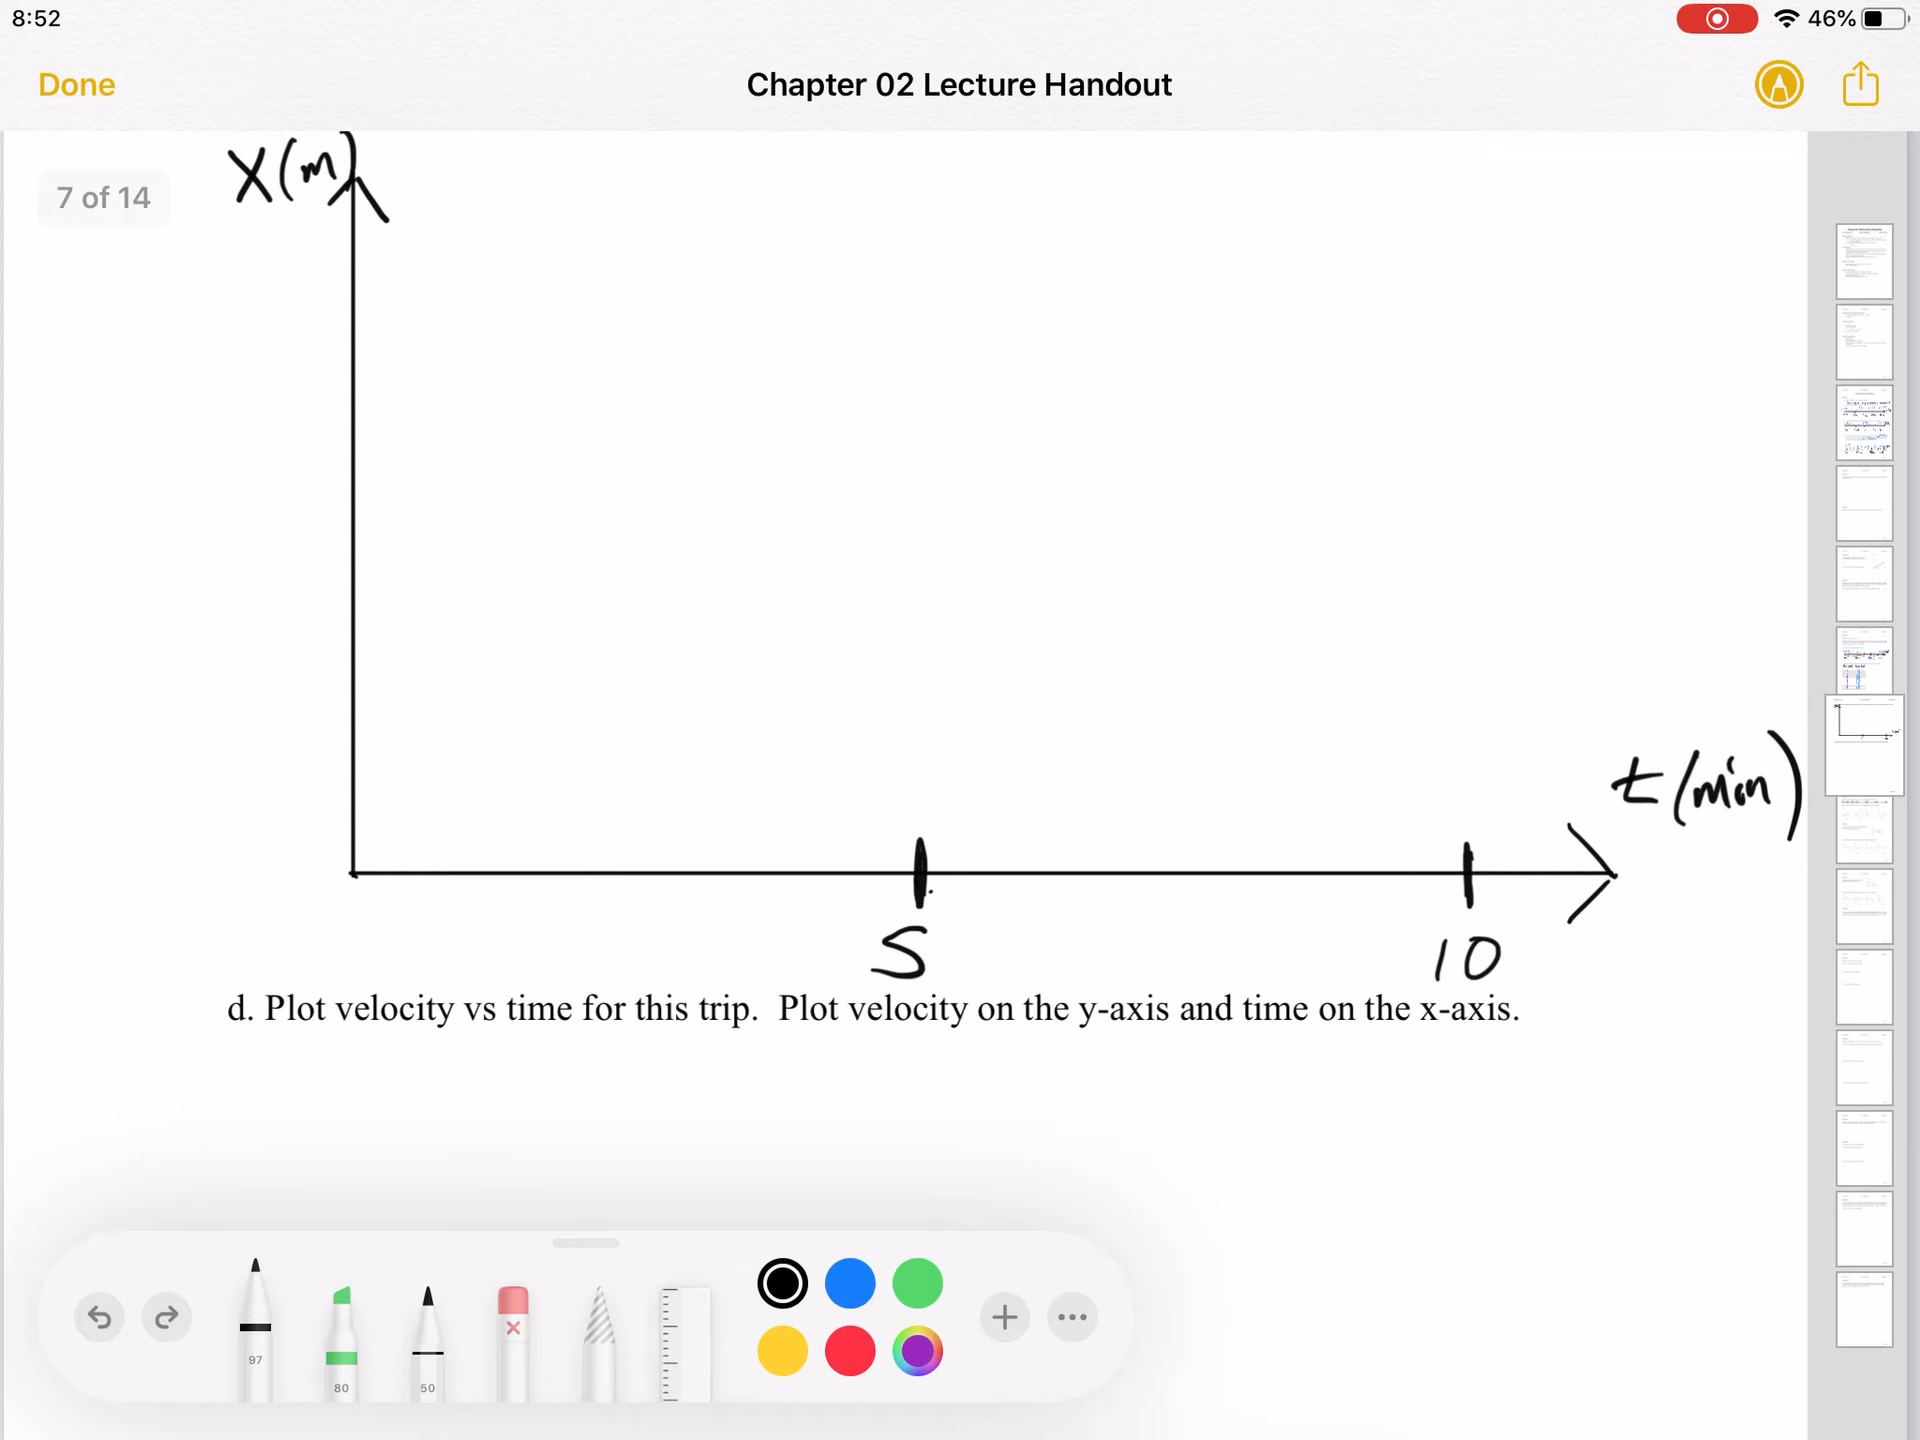 8:52
46%
Done
Chapter 02 Lecture Handout
7 of 14
X(m)
t(min)
5
10
d. Plot velocity vs time for this trip.  Plot velocity on the y-axis and time on the x-axis.
97
80
50